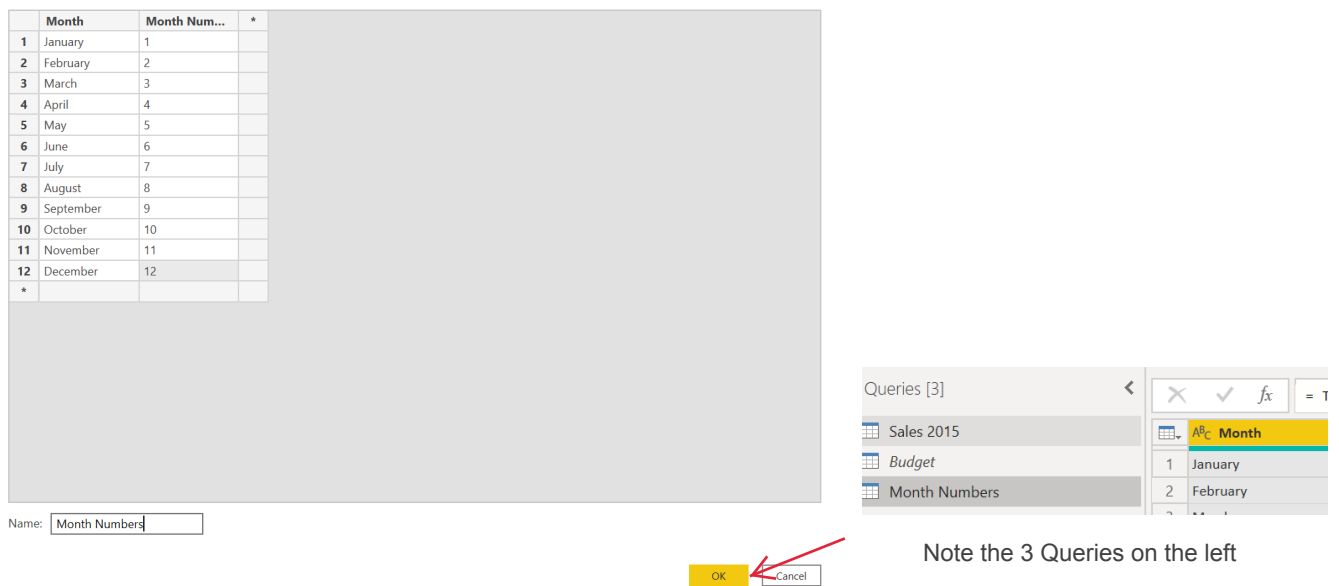 Month Month Num... *
1 January 1
2 February 2
3 March 3
4 April 4
5 May 5
6 June 6
7 July 7
8 August 8
9 September 9
10 October 10
11 November 11
12 December 12
*
Name: Month Numbers
OK Cancel
Queries [3]
fx = T
Sales 2015
ABC Month
Budget
1 January
Month Numbers
2 February
Note the 3 Queries on the left